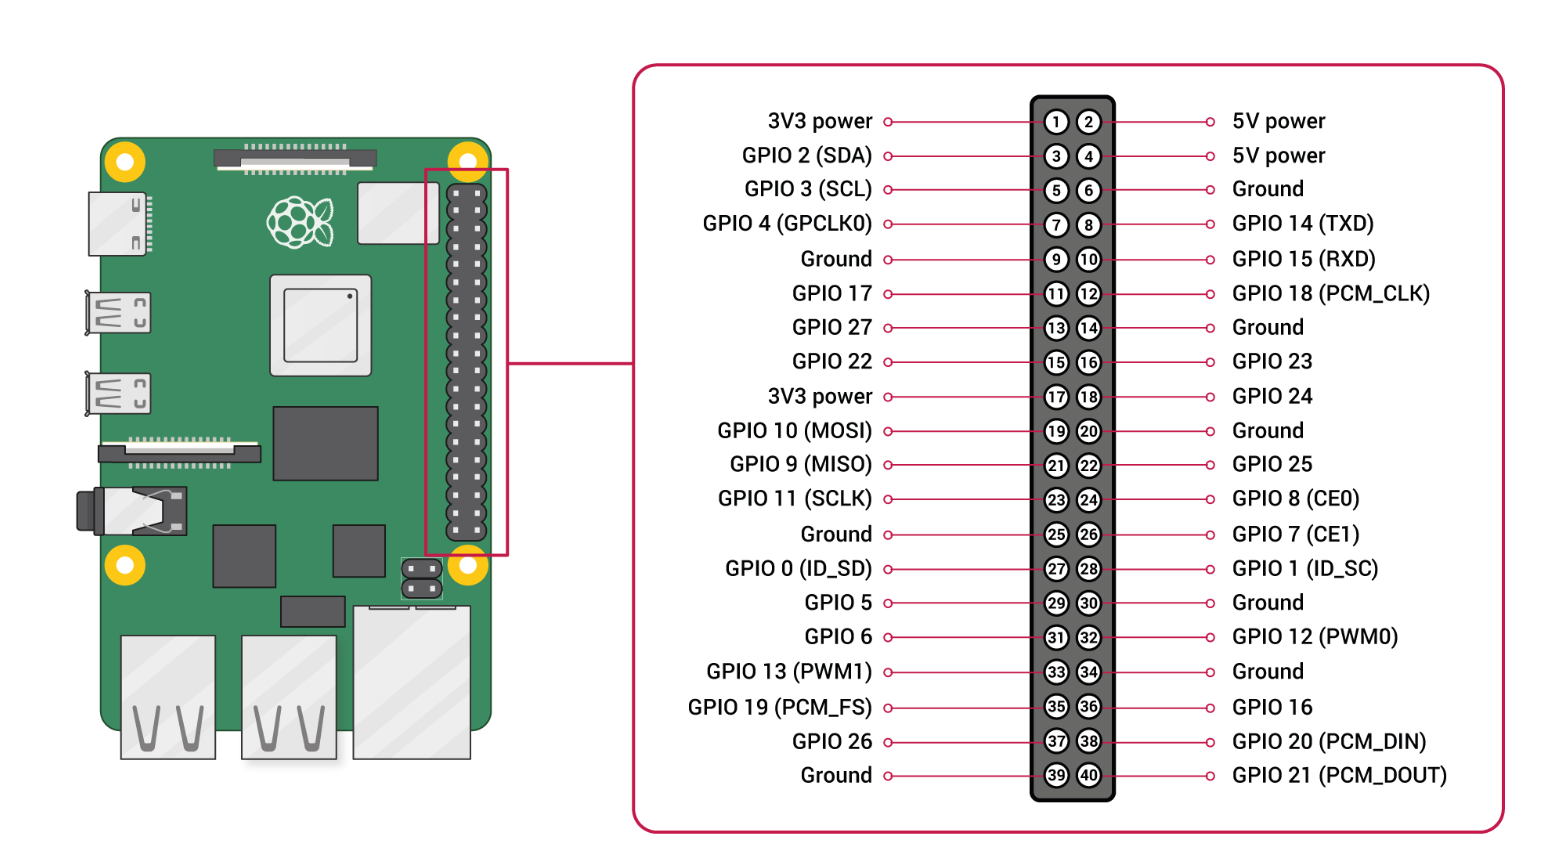 3V3 power 1 2 5V power
GPIO 2 (SDA) 3 4 5V power
GPIO 3 (SCL) 5 6 Ground
GPIO 4 (GPCLK0) 7 8 GPIO 14 (TXD)
Ground 9 10 GPIO 15 (RXD)
GPIO 17 11 12 GPIO 18 (PCM_CLK)
GPIO 27 13 14 Ground
GPIO 22 15 16 GPIO 23
3V3 power 17 18 GPIO 24
GPIO 10 (MOSI) 19 20 Ground
GPIO 9 (MISO) 21 22 GPIO 25
GPIO 11 (SCLK) 23 24 GPIO 8 (CE0)
Ground 25 26 GPIO 7 (CE1)
GPIO 0 (ID_SD) 27 28 GPIO 1 (ID_SC)
GPIO 5 29 30 Ground
GPIO 6 31 32 GPIO 12 (PWM0)
GPIO 13 (PWM1) 33 34 Ground
GPIO 19 (PCM_FS) 35 36 GPIO 16
GPIO 26 37 38 GPIO 20 (PCM_DIN)
Ground 39 40 GPIO 21 (PCM_DOUT)